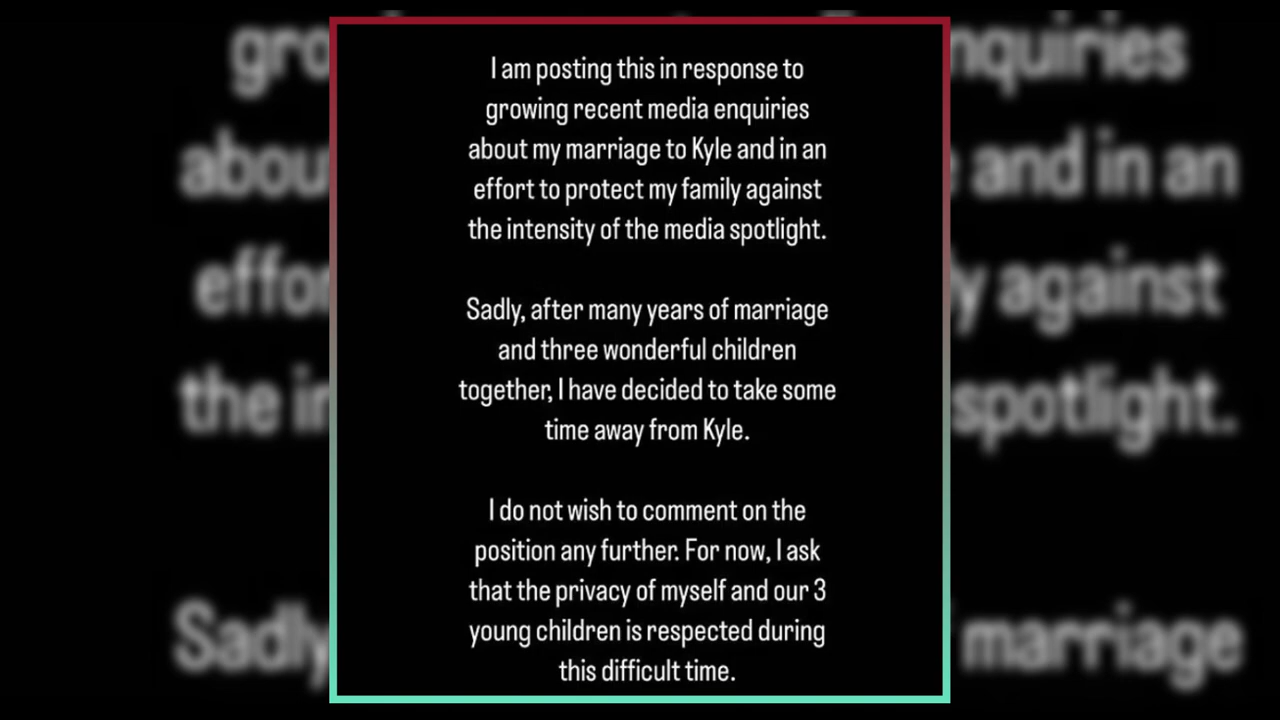 I am posting this in response to
growing recent media enquiries
about my marriage to Kyle and in an
effort to protect my family against
the intensity of the media spotlight.
Sadly, after many years of marriage
and three wonderful children
together, I have decided to take some
time away from Kyle.
I do not wish to comment on the
position any further. For now, I ask
that the privacy of myself and our 3
young children is respected during
this difficult time.